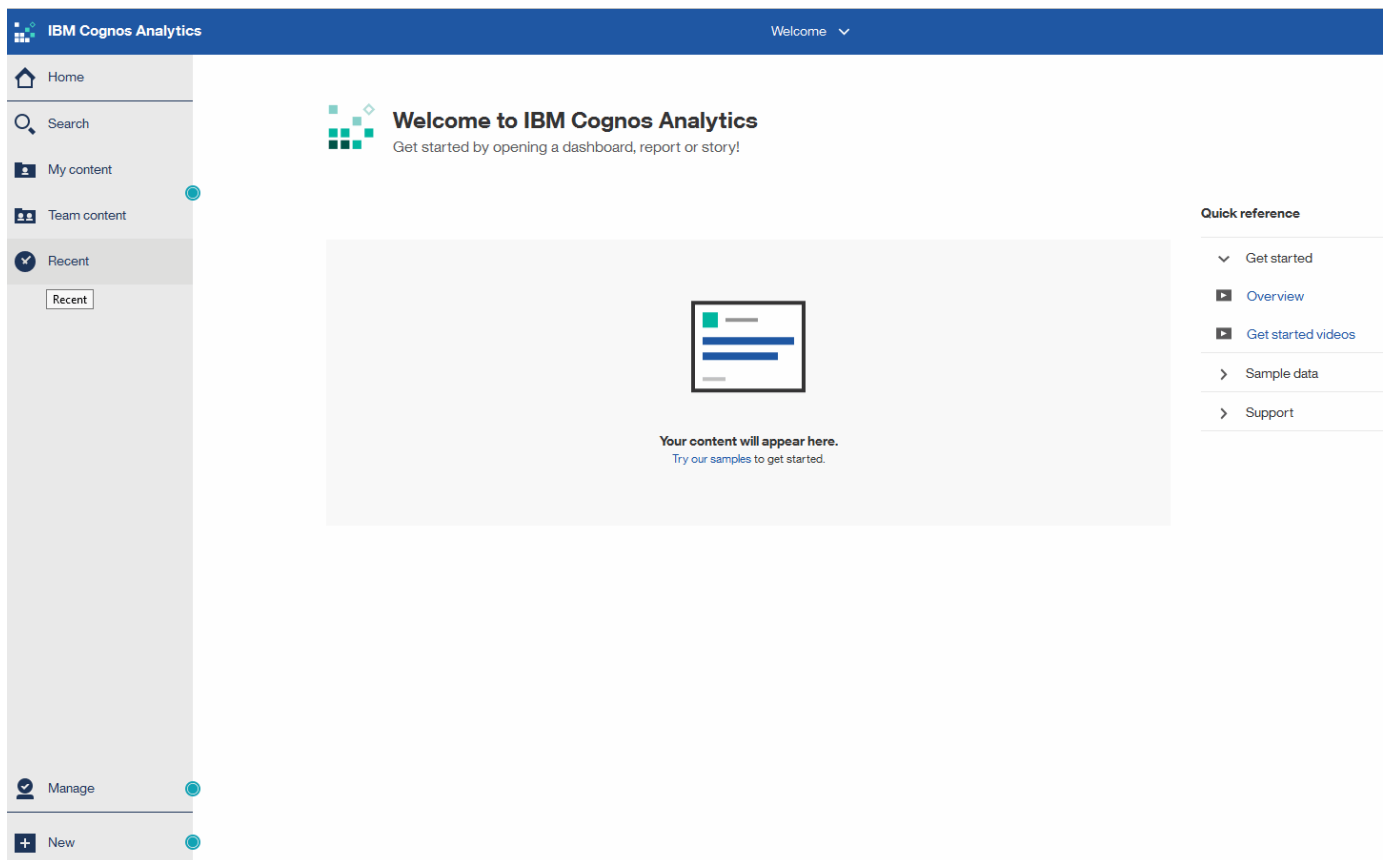 IBM Cognos Analytics
Welcome
Home
Search
My content
Team content
Recent
Recent
Manage
New
Welcome to IBM Cognos Analytics
Get started by opening a dashboard, report or story!
Your content will appear here.
Try our samples to get started.
Quick reference
Get started
Overview
Get started videos
Sample data
Support